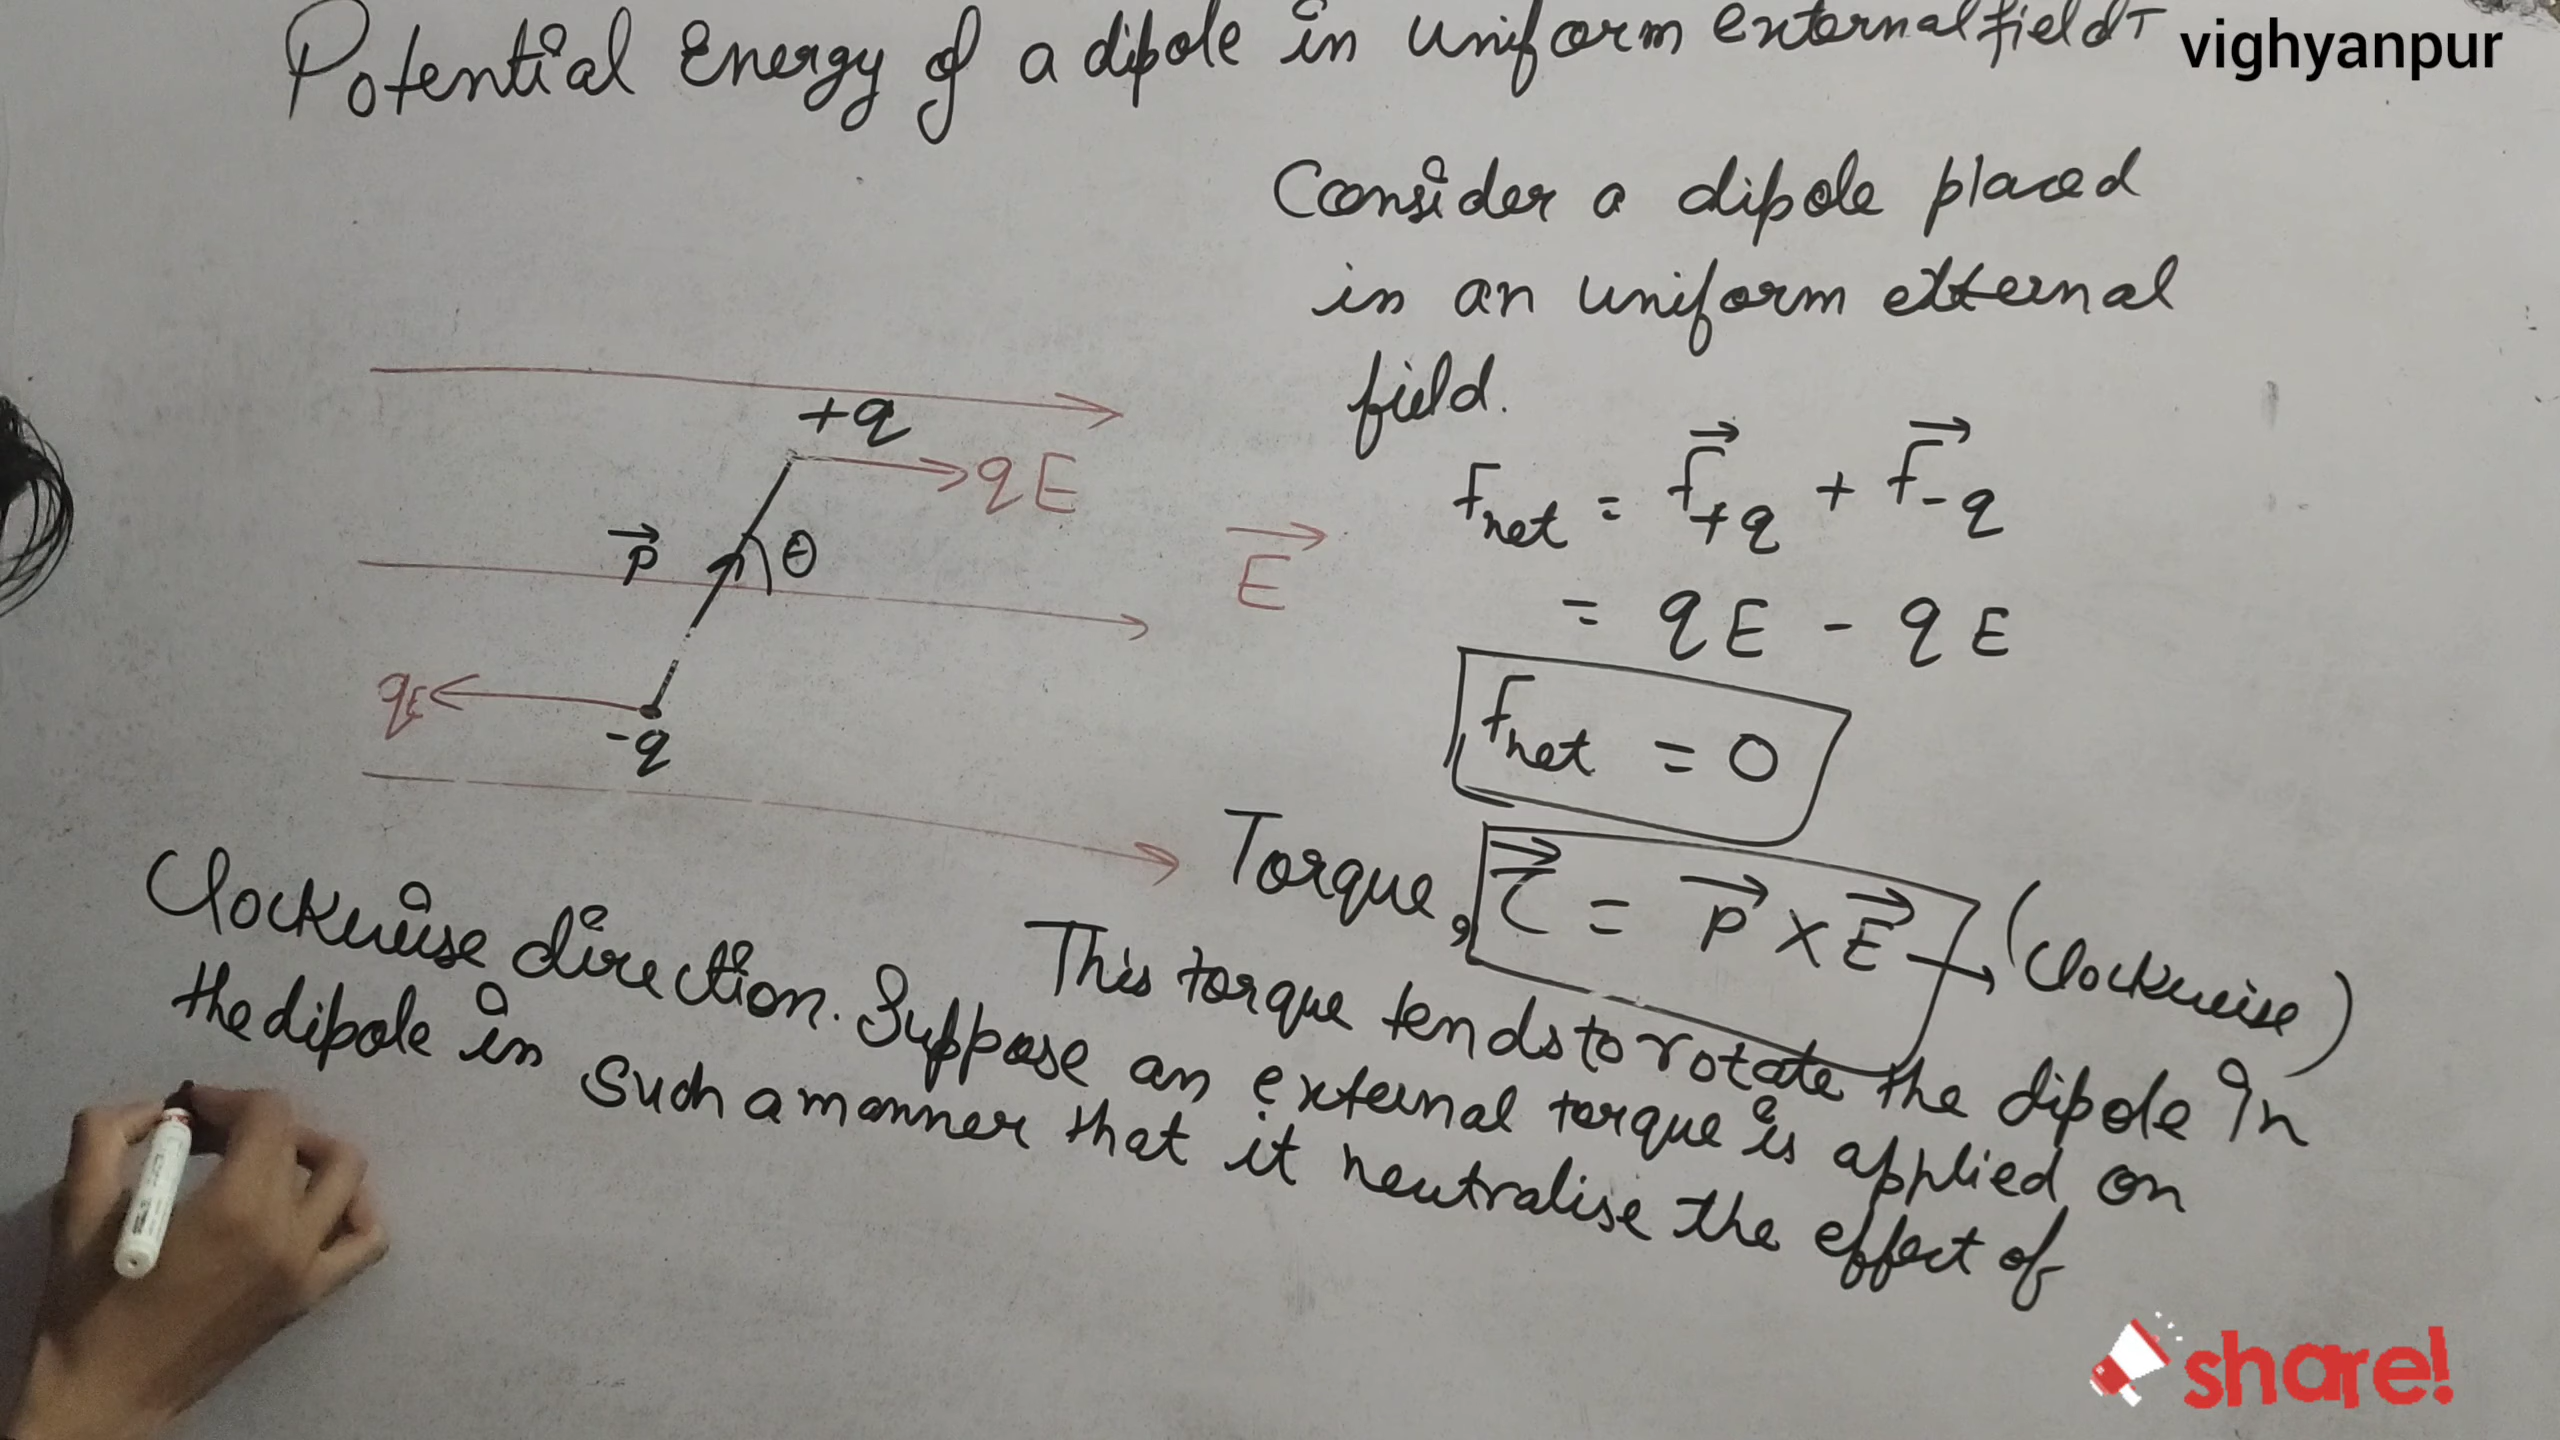 Potential Energy of a dipole in uniform external field
vighyanpur
Consider a dipole placed
in an uniform external
field.
+q
qE
p⃗
θ
E⃗
qE
-q
Fnet = F⃗+q + F⃗-q
= qE - qE
Fnet = 0
Torque, τ⃗ = p⃗ × E⃗ → (Clockwise)
This torque tends to rotate the dipole in
Clockwise direction. Suppose an external torque is applied on
the dipole in such a manner that it neutralise the effect of
share!